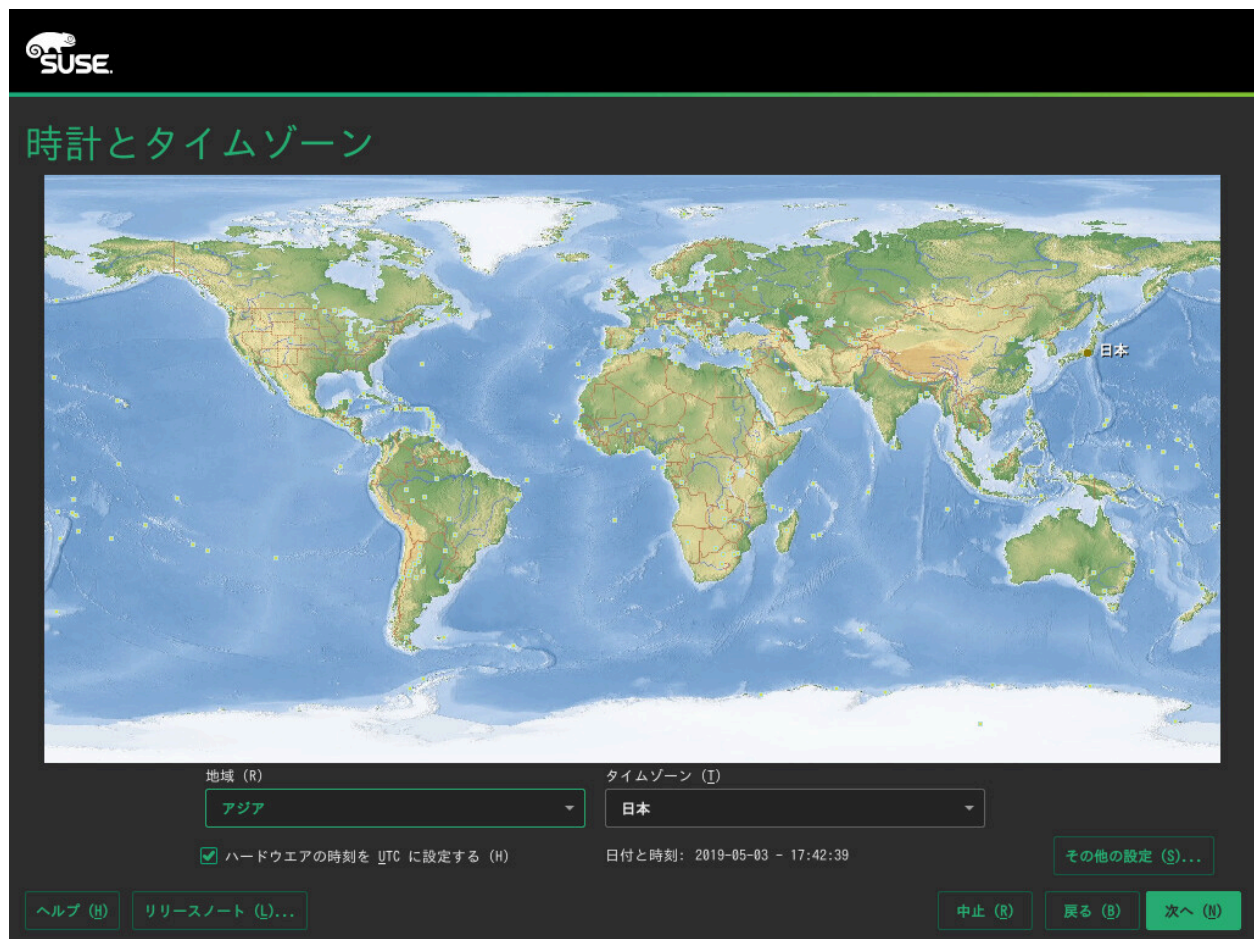 SUSE.
時計とタイムゾーン
日本
地域 (R)
タイムゾーン (T)
アジア
日本
ハードウエアの時刻を UTC に設定する (H)
日付と時刻: 2019-05-03 - 17:42:39
その他の設定 (S)...
ヘルプ (H)
リリースノート (L)...
中止 (R)
戻る (B)
次へ (N)